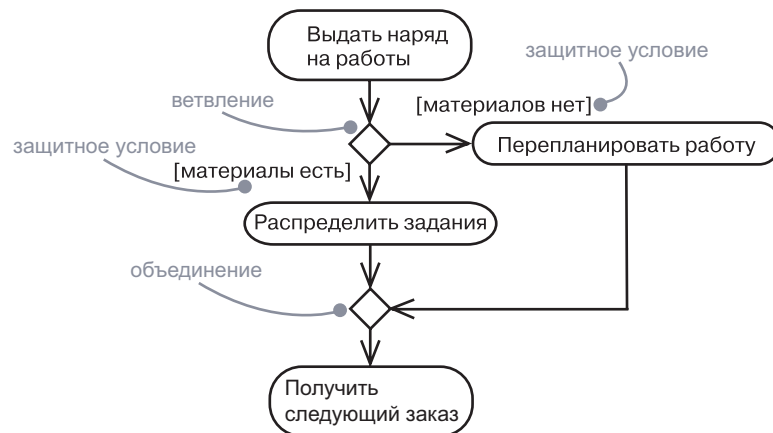 Выдать наряд
на работы
защитное условие
ветвление
[материалов нет]
Перепланировать работу
защитное условие
[материалы есть]
Распределить задания
объединение
Получить
следующий заказ